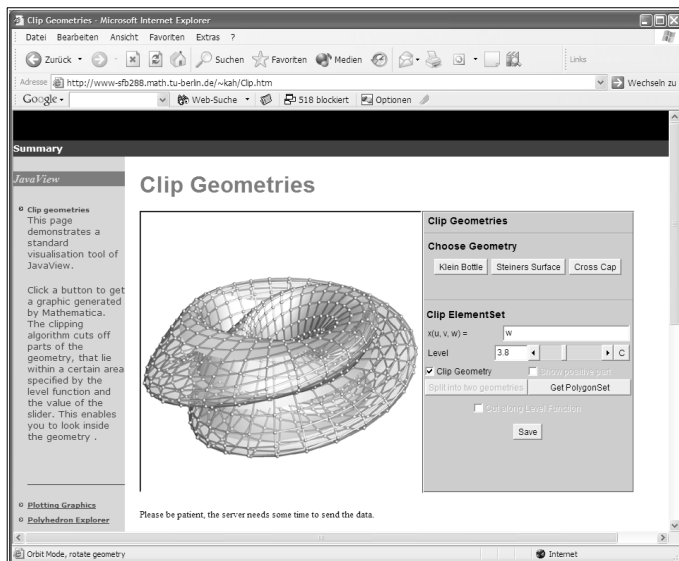 Clip Geometries - Microsoft Internet Explorer
Datei Bearbeiten Ansicht Favoriten Extras ?
Zurück Suchen Favoriten Medien
Links
Adresse http://www-sfb288.math.tu-berlin.de/~kah/Clip.htm Wechseln zu
Google Web-Suche 518 blockiert Optionen
Summary
JavaView
Clip geometries
This page
demonstrates a
standard
visualisation tool of
JavaView.
Click a button to get
a graphic generated
by Mathematica.
The clipping
algorithm cuts off
parts of the
geometry, that lie
within a certain area
specified by the
level function and
the value of the
slider. This enables
you to look inside
the geometry .
Plotting Graphics
Polyhedron Explorer
Clip Geometries
Please be patient, the server needs some time to send the data.
Clip Geometries
Choose Geometry
Klein Bottle Steiners Surface Cross Cap
Clip ElementSet
x(u, v, w) = w
Level 3.8 C
Clip Geometry Show positive part
Split into two geometries Get PolygonSet
Cut along Level Function
Save
Orbit Mode, rotate geometry Internet